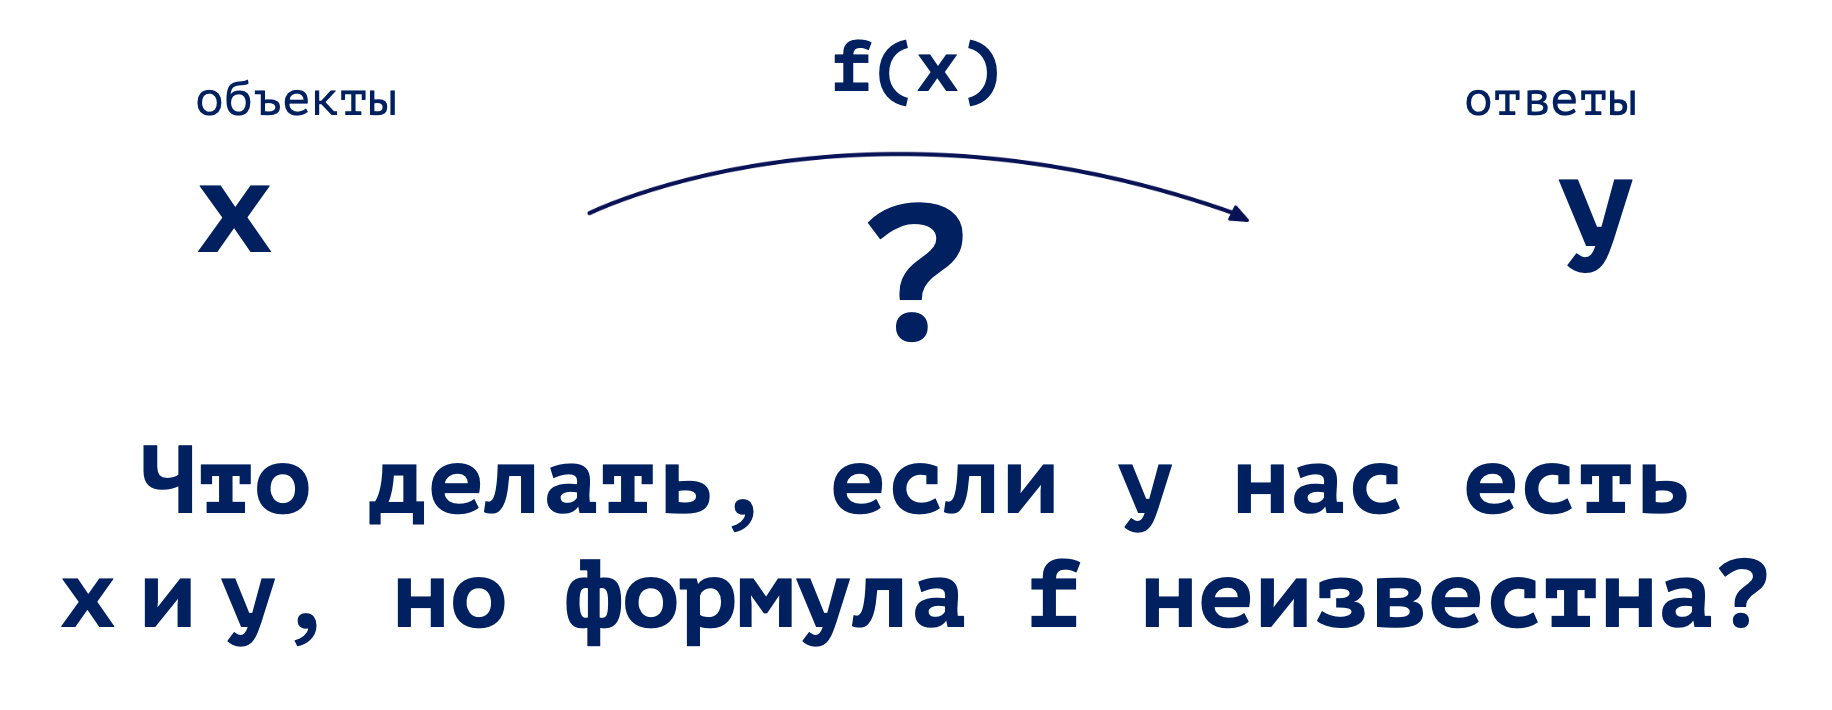 f(x)
объекты
ответы
x
y
?
Что делать, если у нас есть
x и y, но формула f неизвестна?